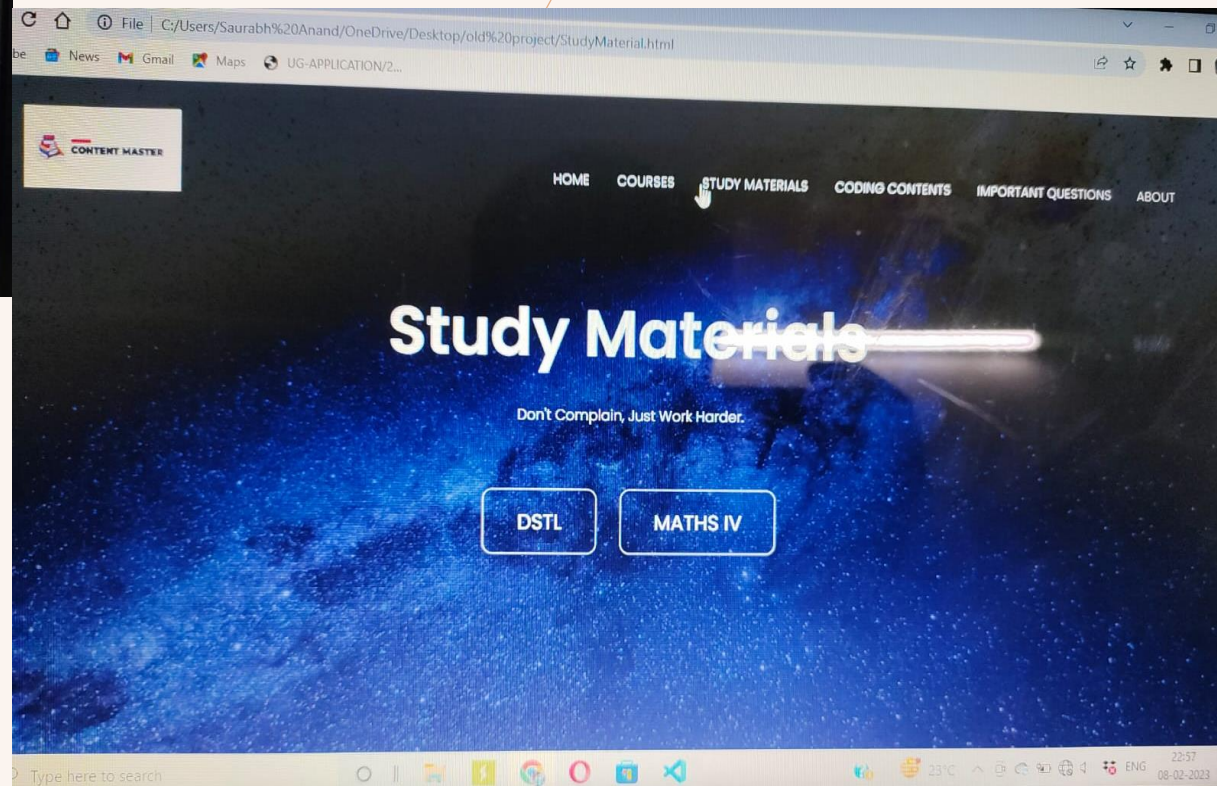 File | C:/Users/Saurabh%20Anand/OneDrive/Desktop/old%20project/StudyMaterial.html
be News Gmail Maps UG-APPLICATION/2...
CONTENT MASTER
HOME COURSES STUDY MATERIALS CODING CONTENTS IMPORTANT QUESTIONS ABOUT
Study Materials
Don't Complain, Just Work Harder.
DSTL MATHS IV
Type here to search 23°C ENG 22:57
08-02-2023